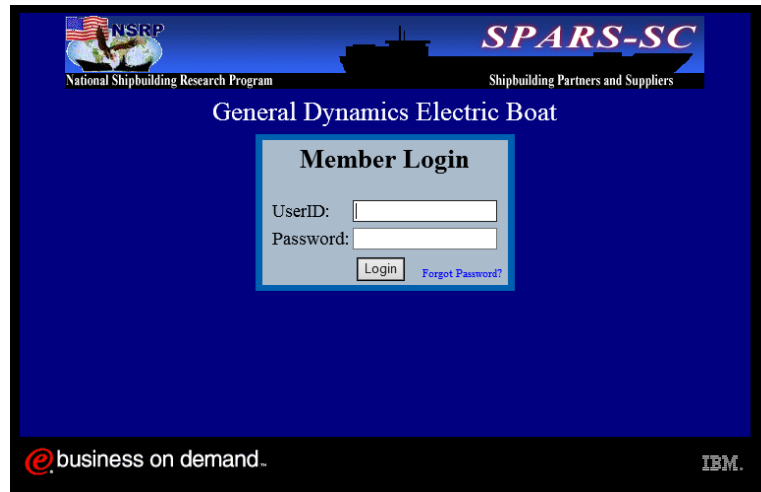 NSRP
SPARS-SC
National Shipbuilding Research Program
Shipbuilding Partners and Suppliers
General Dynamics Electric Boat
Member Login
UserID:
Password:
Login Forgot Password?
e business on demand™
IBM.